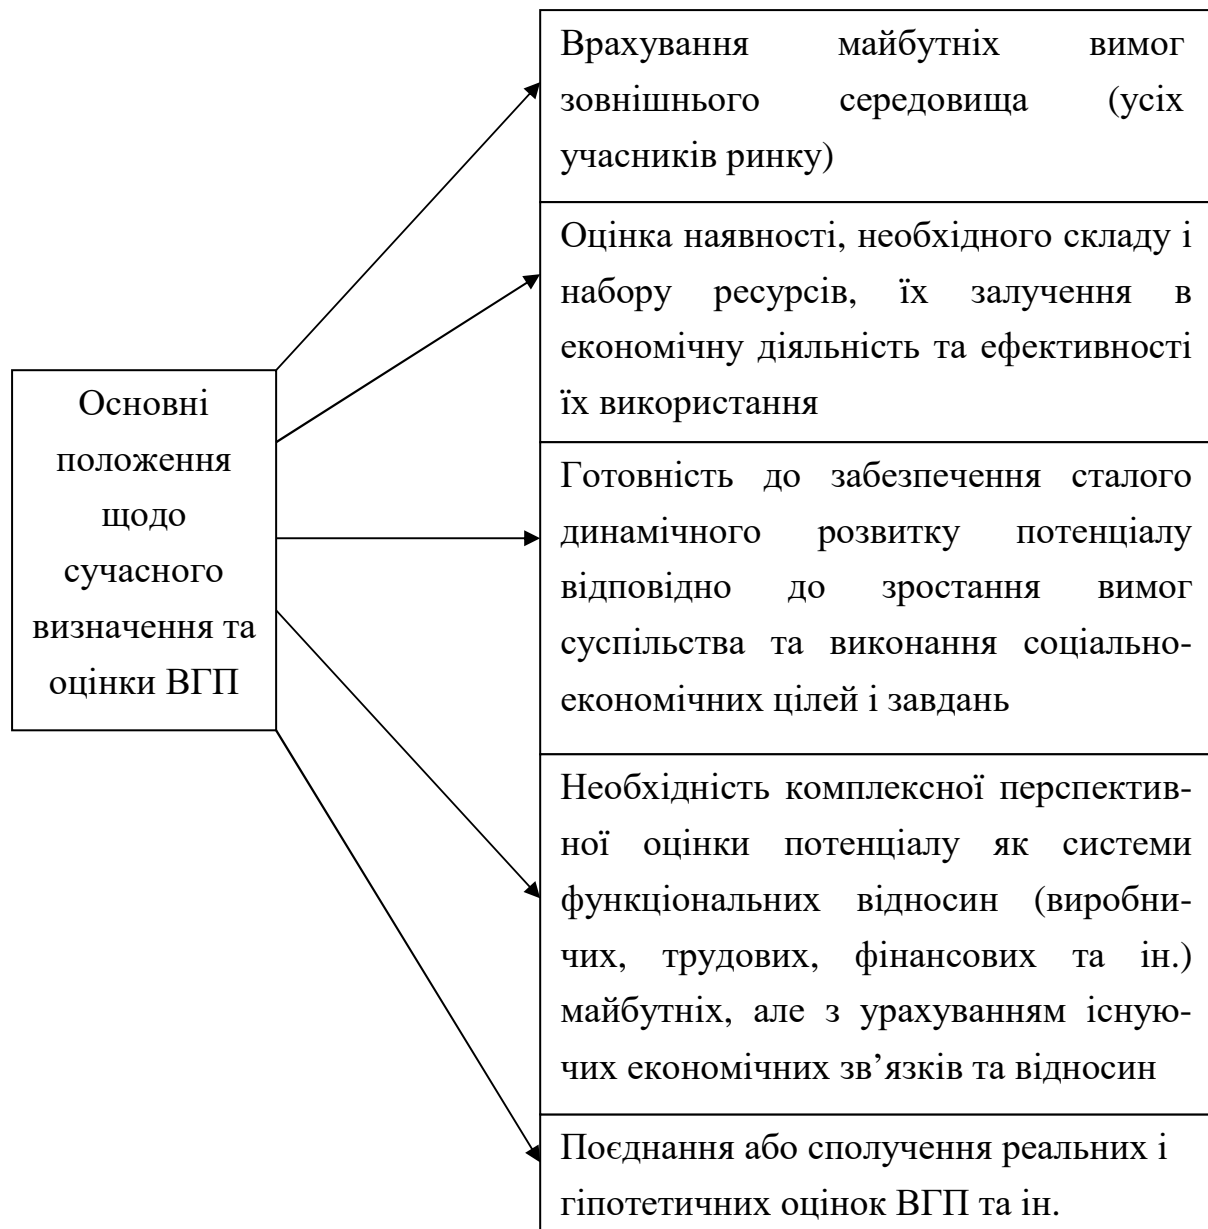 Основні
положення
щодо
сучасного
визначення та
оцінки ВГП
Врахування майбутніх вимог
зовнішнього середовища (усіх
учасників ринку)
Оцінка наявності, необхідного складу і
набору ресурсів, їх залучення в
економічну діяльність та ефективності
їх використання
Готовність до забезпечення сталого
динамічного розвитку потенціалу
відповідно до зростання вимог
суспільства та виконання соціально-
економічних цілей і завдань
Необхідність комплексної перспектив-
ної оцінки потенціалу як системи
функціональних відносин (виробни-
чих, трудових, фінансових та ін.)
майбутніх, але з урахуванням існую-
чих економічних зв’язків та відносин
Поєднання або сполучення реальних і
гіпотетичних оцінок ВГП та ін.